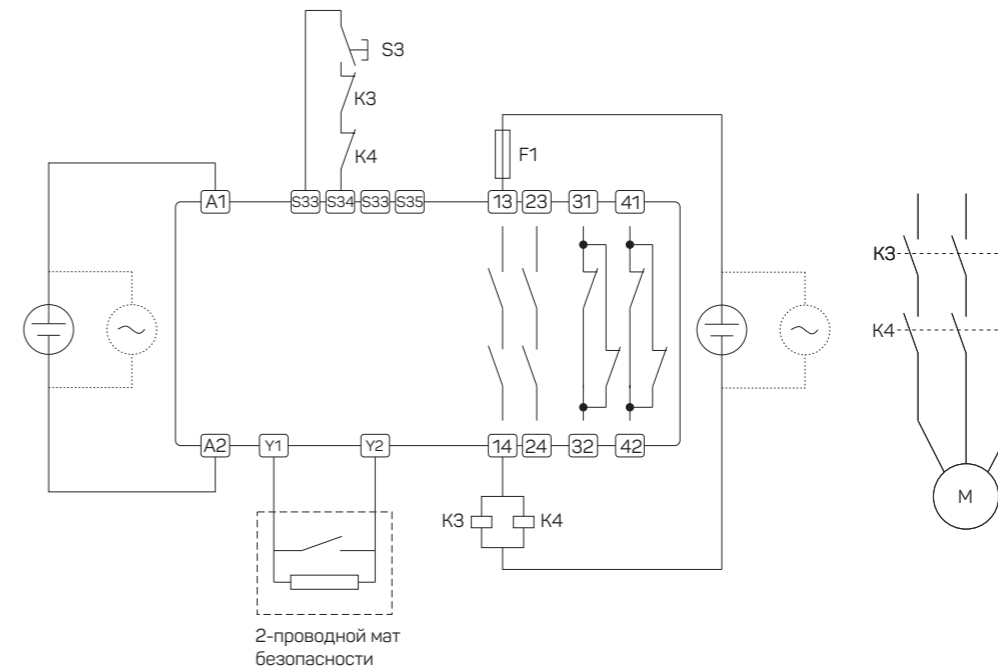 S3
K3
K4
F1
A1
S33
S34
S33
S35
13
23
31
41
K3
K4
A2
Y1
Y2
14
24
32
42
K3
K4
M
2-проводной мат
безопасности